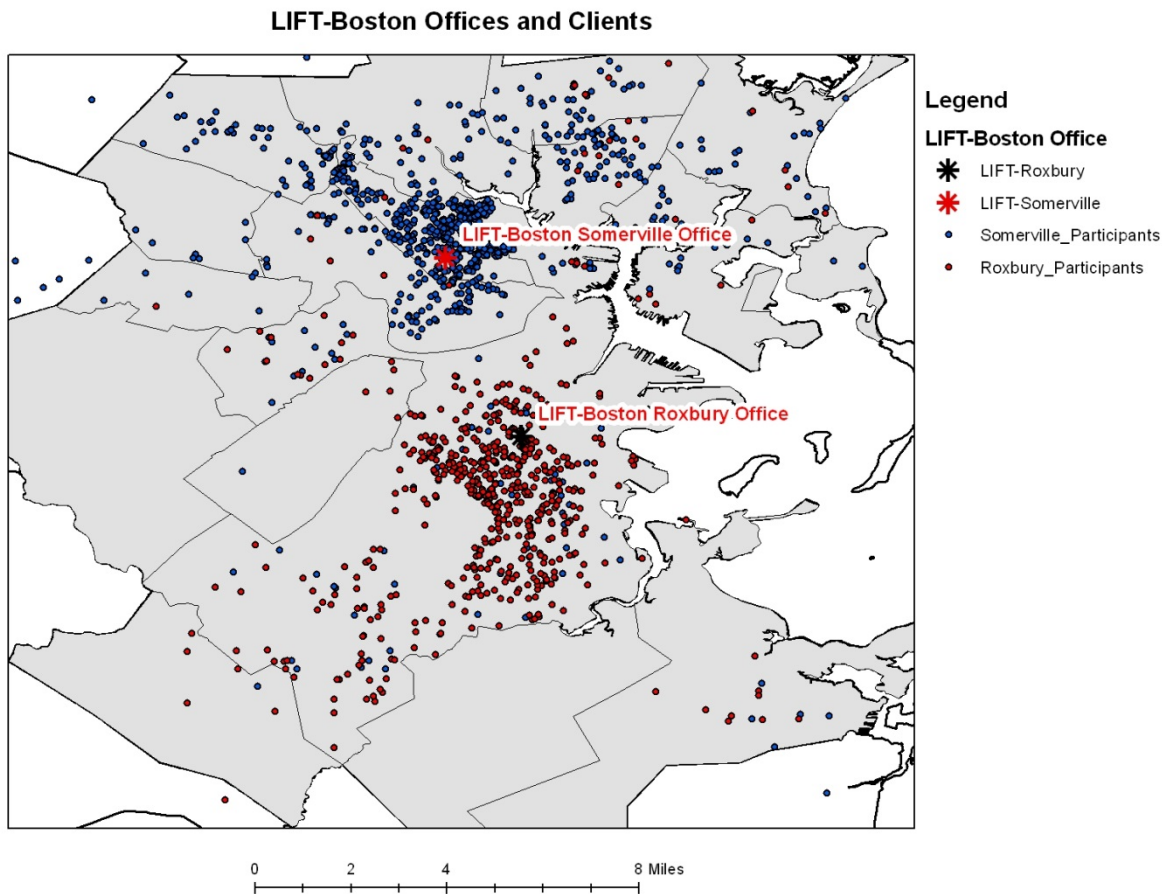 LIFT-Boston Offices and Clients
Legend
LIFT-Boston Office
LIFT-Roxbury
LIFT-Somerville
Somerville_Participants
Roxbury_Participants
LIFT-Boston Somerville Office
LIFT-Boston Roxbury Office
0 2 4 8 Miles